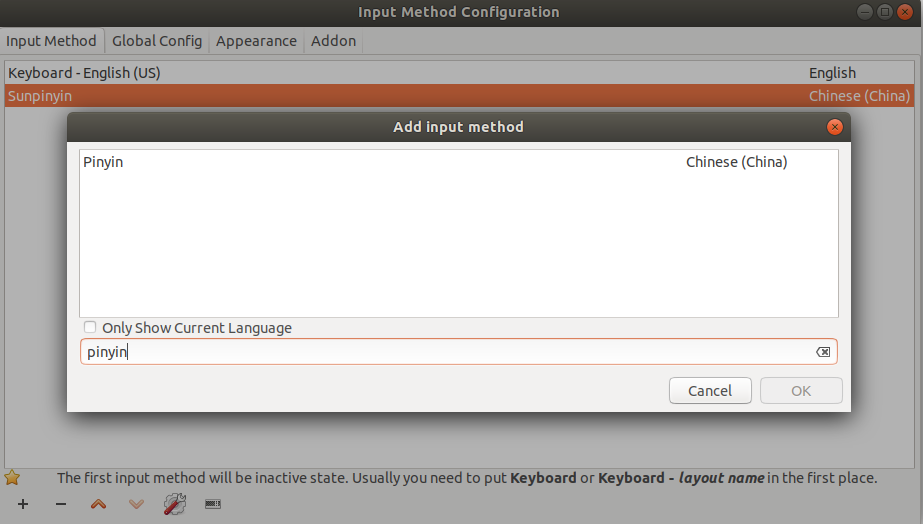 Input Method Configuration
Input Method Global Config Appearance Addon
Keyboard - English (US) English
Sunpinyin Chinese (China)
Add input method
Pinyin Chinese (China)
Only Show Current Language
pinyin
Cancel OK
The first input method will be inactive state. Usually you need to put Keyboard or Keyboard - layout name in the first place.